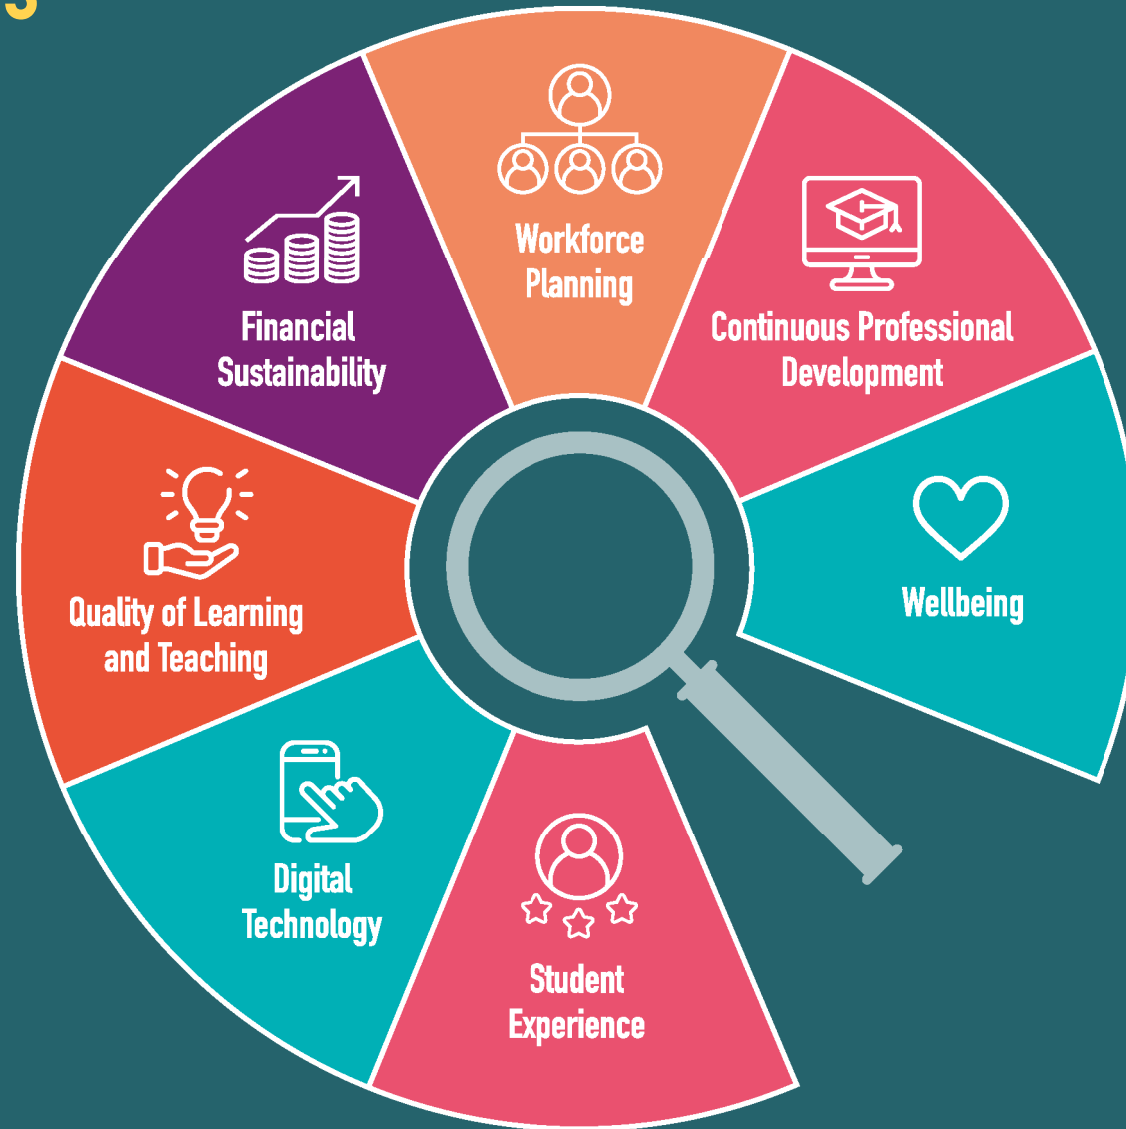 Workforce
Planning
Continuous Professional
Development
Wellbeing
Student
Experience
Digital
Technology
Quality of Learning
and Teaching
Financial
Sustainability